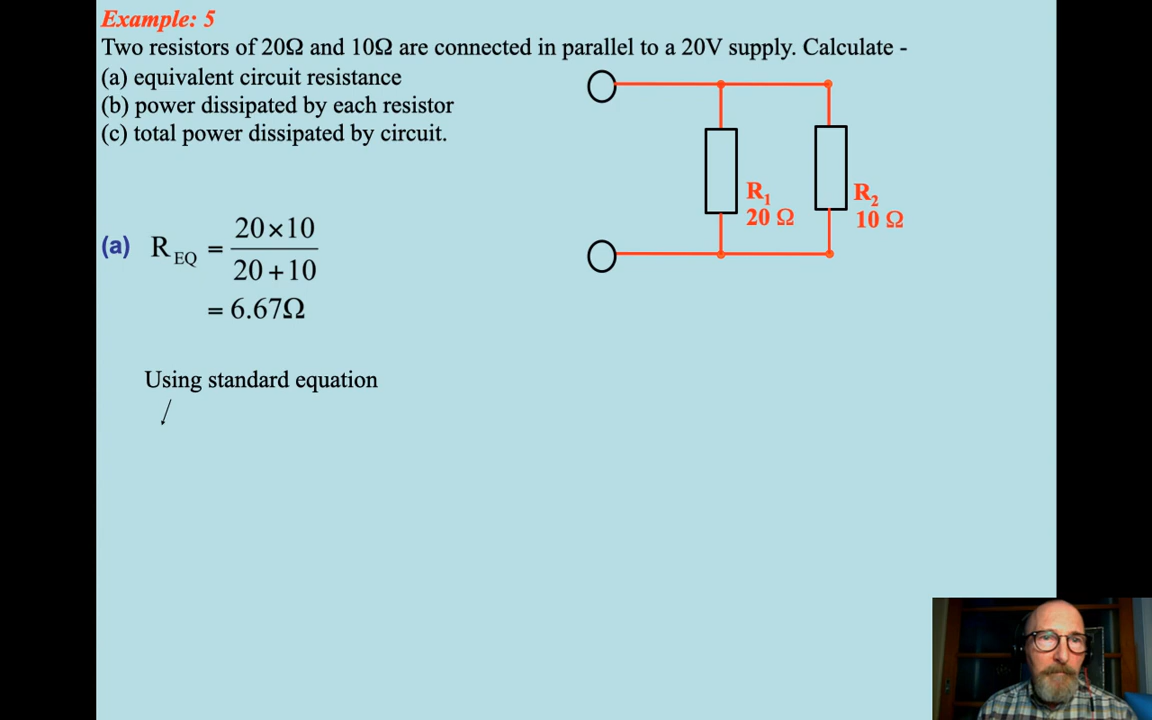 Example: 5
Two resistors of 20Ω and 10Ω are connected in parallel to a 20V supply. Calculate -
(a) equivalent circuit resistance
(b) power dissipated by each resistor
(c) total power dissipated by circuit.
R1
20 Ω
R2
10 Ω
(a) REQ = 20×10
20+10
= 6.67Ω
Using standard equation